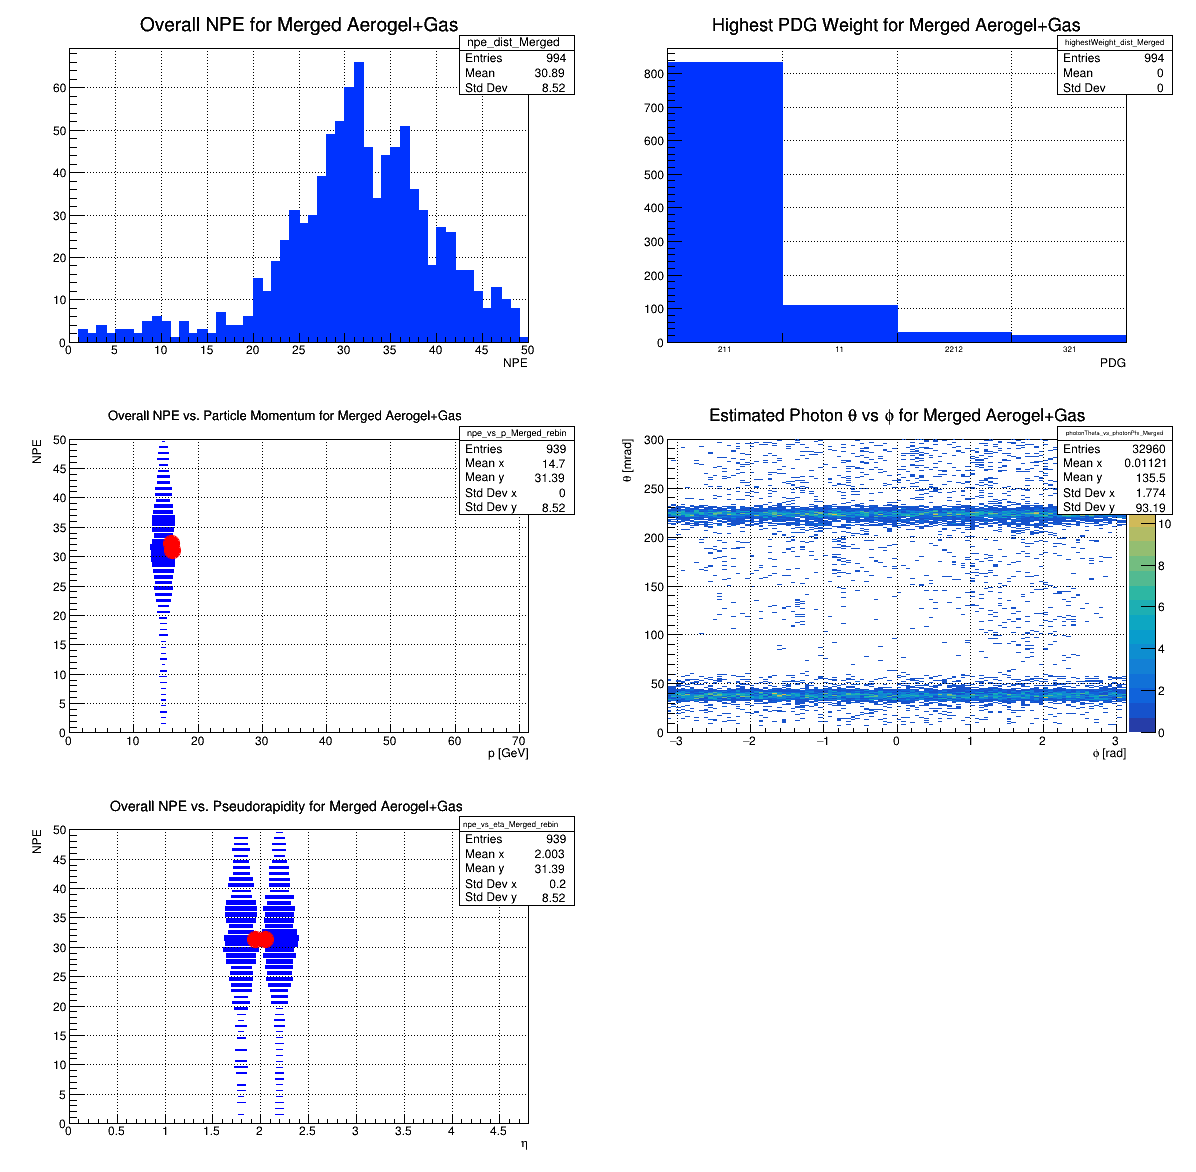 Overall NPE for Merged Aerogel+Gas
npe_dist_Merged
Entries 994
Mean 30.89
Std Dev 8.52
60
50
40
30
20
10
0
0 5 10 15 20 25 30 35 40 45 50
NPE
Highest PDG Weight for Merged Aerogel+Gas
highestWeight_dist_Merged
Entries 994
Mean 0
Std Dev 0
800
700
600
500
400
300
200
100
0
211 11 2212 321
PDG
Overall NPE vs. Particle Momentum for Merged Aerogel+Gas
NPE
npe_vs_p_Merged_rebin
Entries 939
Mean x 14.7
Mean y 31.39
Std Dev x 0
Std Dev y 8.52
50
45
40
35
30
25
20
15
10
5
0
0 10 20 30 40 50 60 70
p [GeV]
Estimated Photon θ vs ϕ for Merged Aerogel+Gas
θ [mrad]
photonTheta_vs_photonPhi_Merged
Entries 32960
Mean x 0.01121
Mean y 135.5
Std Dev x 1.774
Std Dev y 93.19
300
250
200
150
100
50
0
−3 −2 −1 0 1 2 3
ϕ [rad]
10
8
6
4
2
0
Overall NPE vs. Pseudorapidity for Merged Aerogel+Gas
NPE
npe_vs_eta_Merged_rebin
Entries 939
Mean x 2.003
Mean y 31.39
Std Dev x 0.2
Std Dev y 8.52
50
45
40
35
30
25
20
15
10
5
0
0 0.5 1 1.5 2 2.5 3 3.5 4 4.5
η